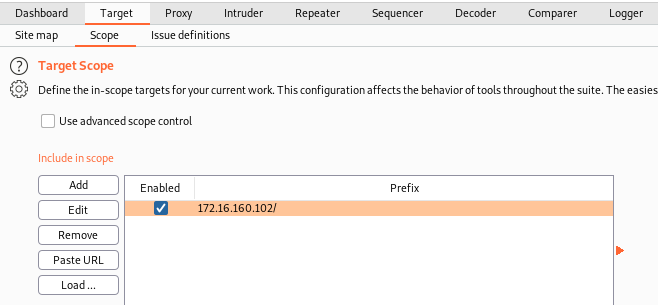 Dashboard Target Proxy Intruder Repeater Sequencer Decoder Comparer Logger
Site map Scope Issue definitions
Target Scope
Define the in-scope targets for your current work. This configuration affects the behavior of tools throughout the suite. The easies
Use advanced scope control
Include in scope
Add
Edit
Remove
Paste URL
Load ...
Enabled Prefix
172.16.160.102/